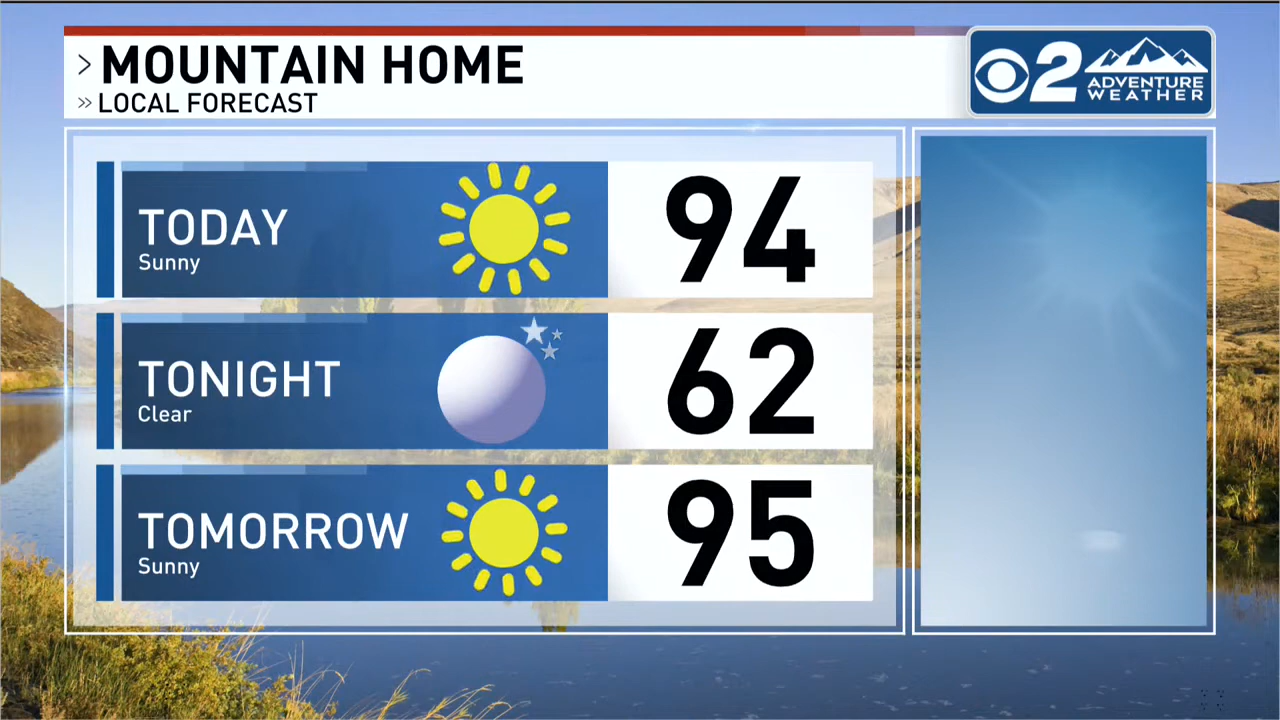 > MOUNTAIN HOME
» LOCAL FORECAST
2 ADVENTURE
WEATHER
TODAY
Sunny
94
TONIGHT
Clear
62
TOMORROW
Sunny
95